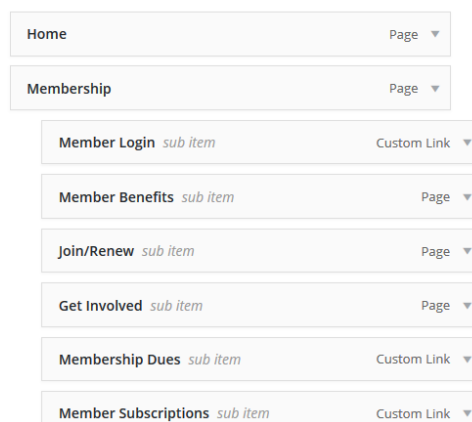 Home Page
Membership Page
Member Login sub item Custom Link
Member Benefits sub item Page
Join/Renew sub item Page
Get Involved sub item Page
Membership Dues sub item Custom Link
Member Subscriptions sub item Custom Link